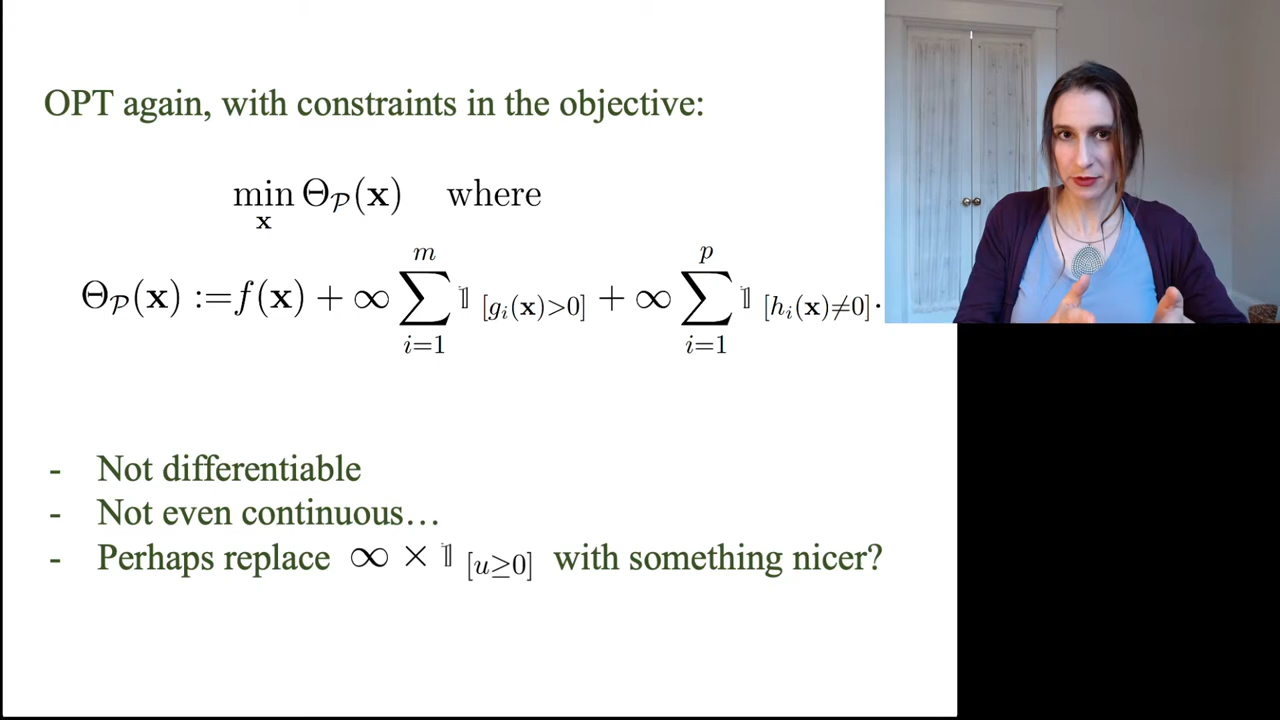 OPT again, with constraints in the objective:
min_x Θ_𝒫(x) where
Θ_𝒫(x) := f(x) + ∞ ∑_{i=1}^{m} 𝟙_{[g_i(x)>0]} + ∞ ∑_{i=1}^{p} 𝟙_{[h_i(x)≠0]}.
- Not differentiable
- Not even continuous…
- Perhaps replace ∞ × 𝟙_{[u≥0]} with something nicer?